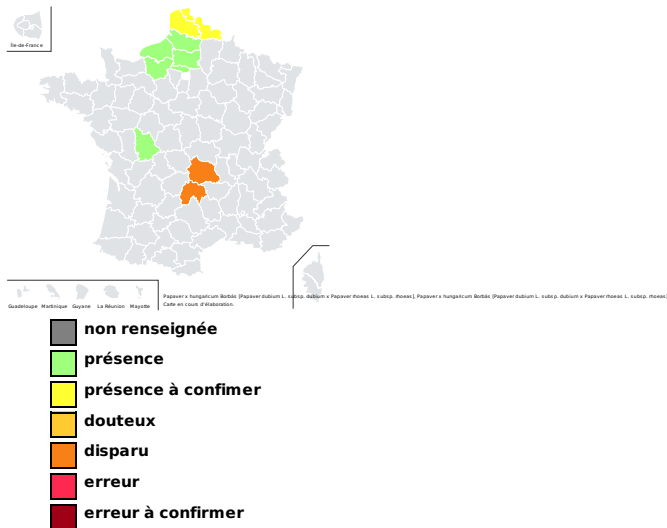 Île-de-France
Guadeloupe Martinique Guyane La Réunion Mayotte
Papaver x hungaricum Borbás [Papaver dubium L. subsp. dubium x Papaver rhoeas L. subsp. rhoeas], Papaver x hungaricum Borbás [Papaver dubium L. subsp. dubium x Papaver rhoeas L. subsp. rhoeas]
Carte en cours d'élaboration.
non renseignée
présence
présence à confimer
douteux
disparu
erreur
erreur à confirmer